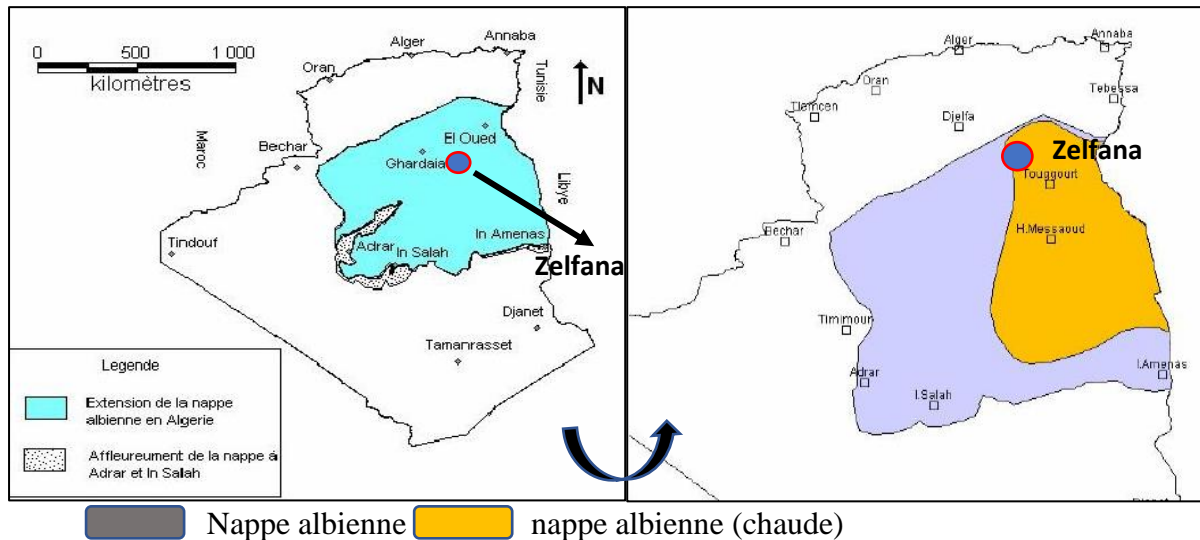 0 500 1 000
kilomètres
Alger
Annaba
Oran
Tunisie
N
Maroc
El Oued
Bechar
Ghardaia
Libye
Adrar
In Salah
In Amenas
Tindouf
Zelfana
Djanet
Tamanrasset
Legende
Extension de la nappe
albienne en Algerie
Affleureument de la nappe à
Adrar et In Salah
Alger
Annaba
Oran
Tebessa
Tlemcen
Djelfa
Zelfana
Touggourt
Bechar
H.Messaoud
Timimour
Adrar
I.Amenas
I.Salah
Nappe albienne
nappe albienne (chaude)